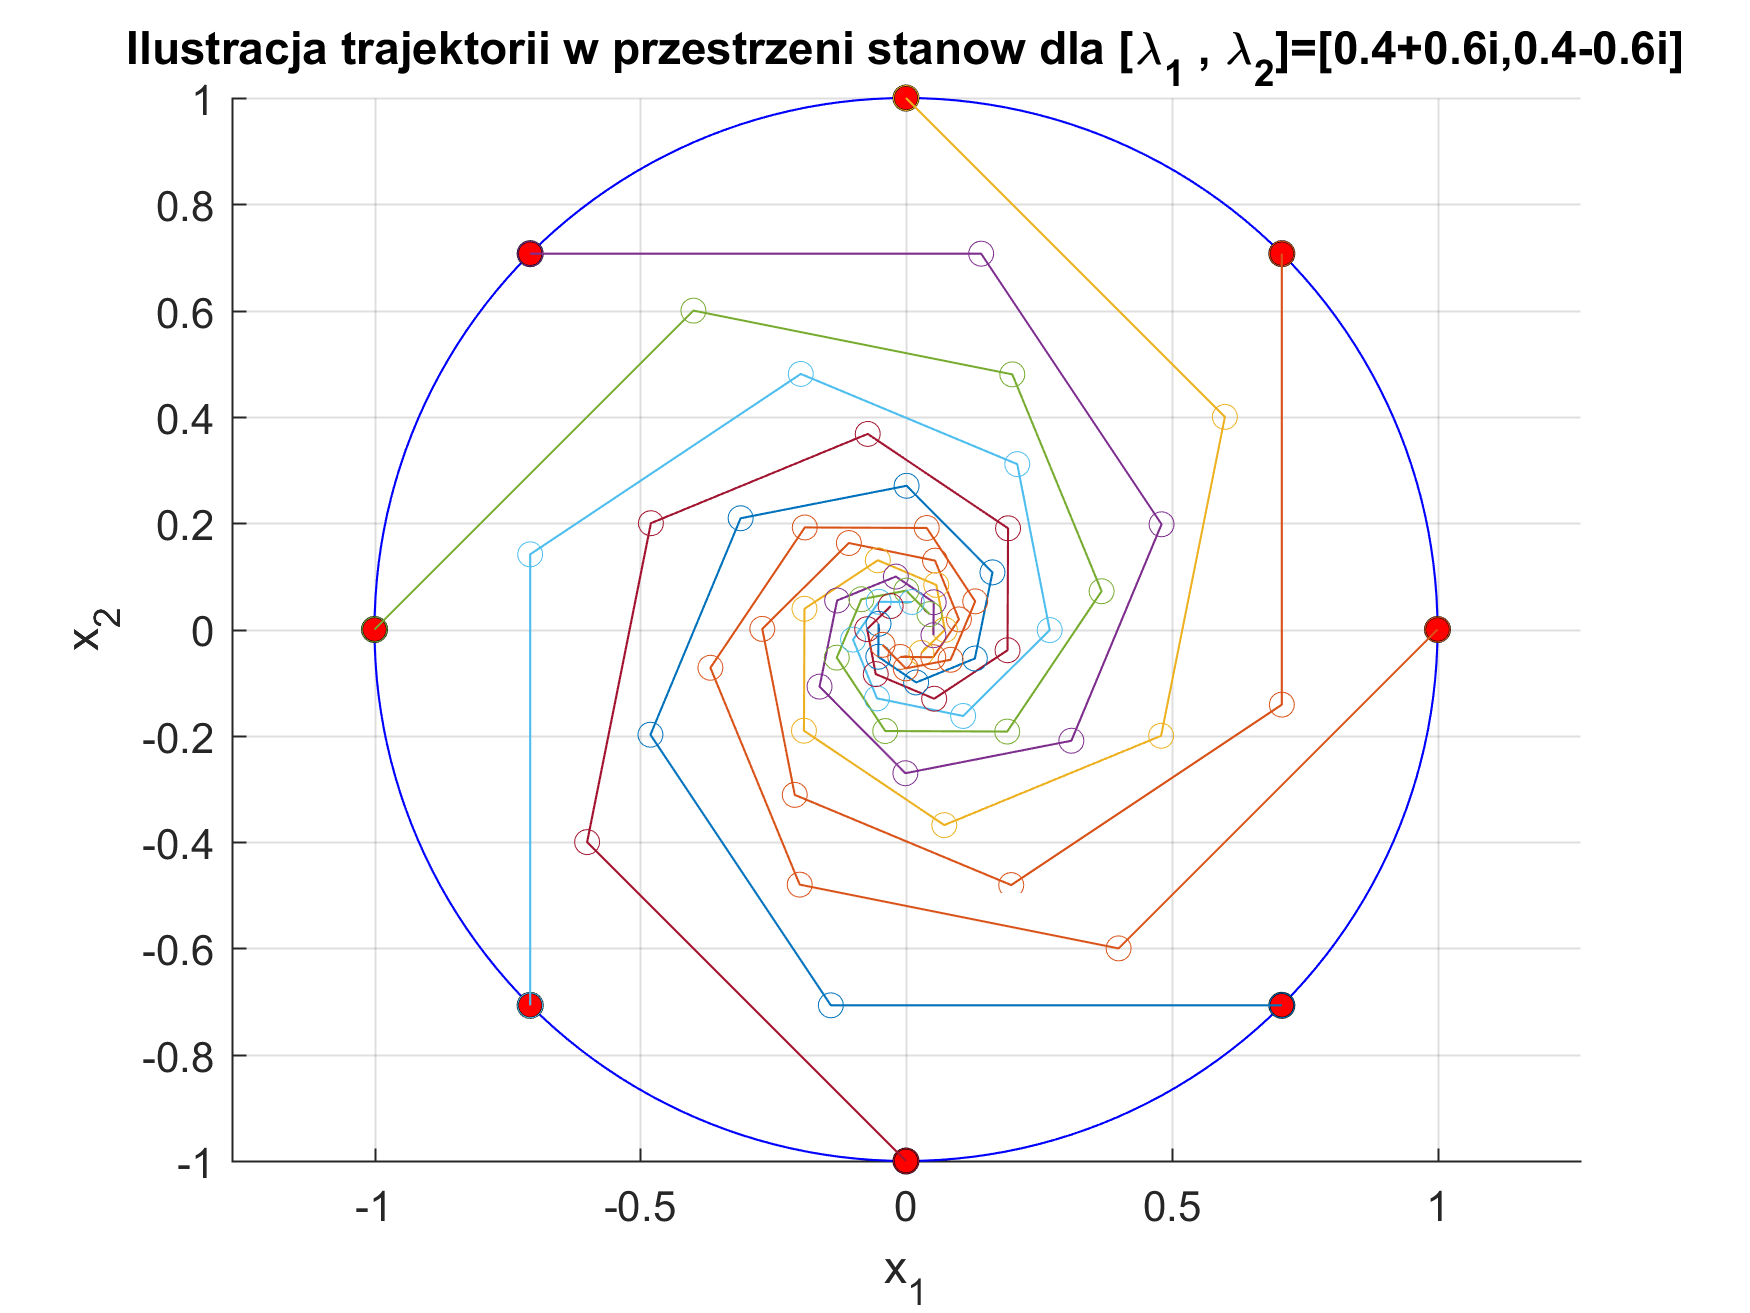 Ilustracja trajektorii w przestrzeni stanow dla [λ₁ , λ₂]=[0.4+0.6i,0.4-0.6i]
1
0.8
0.6
0.4
0.2
0
-0.2
-0.4
-0.6
-0.8
-1
x₂
-1 -0.5 0 0.5 1
x₁